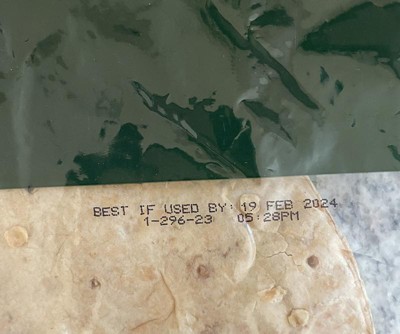 BEST IF USED BY: 19 FEB 2024
1-296-23 05:28PM